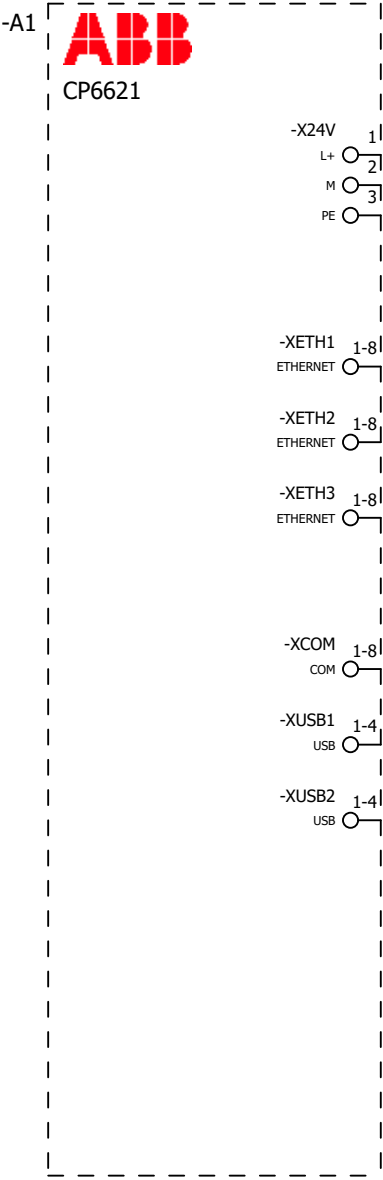 -A1
ABB
CP6621
-X24V
1
L+
2
M
3
PE
-XETH1
1-8
ETHERNET
-XETH2
1-8
ETHERNET
-XETH3
1-8
ETHERNET
-XCOM
1-8
COM
-XUSB1
1-4
USB
-XUSB2
1-4
USB